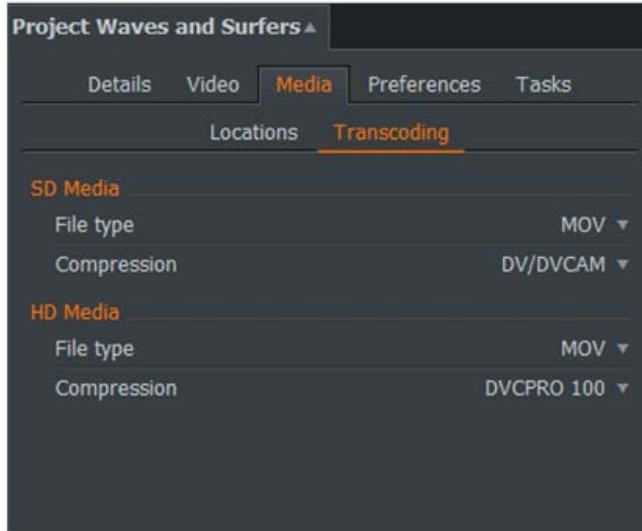 Project Waves and Surfers
Details Video Media Preferences Tasks
Locations Transcoding
SD Media
File type MOV
Compression DV/DVCAM
HD Media
File type MOV
Compression DVCPRO 100